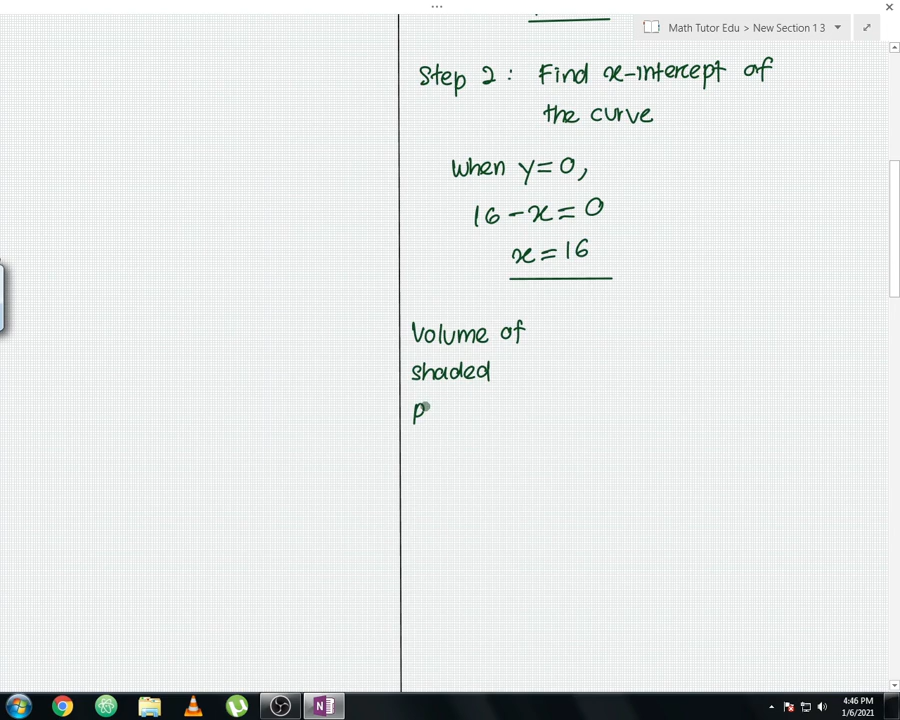 Math Tutor Edu > New Section 1 3
Step 2 : Find x-intercept of
the curve
When y=0,
16 - x = 0
x = 16
Volume of
shaded
p
4:46 PM
1/6/2021